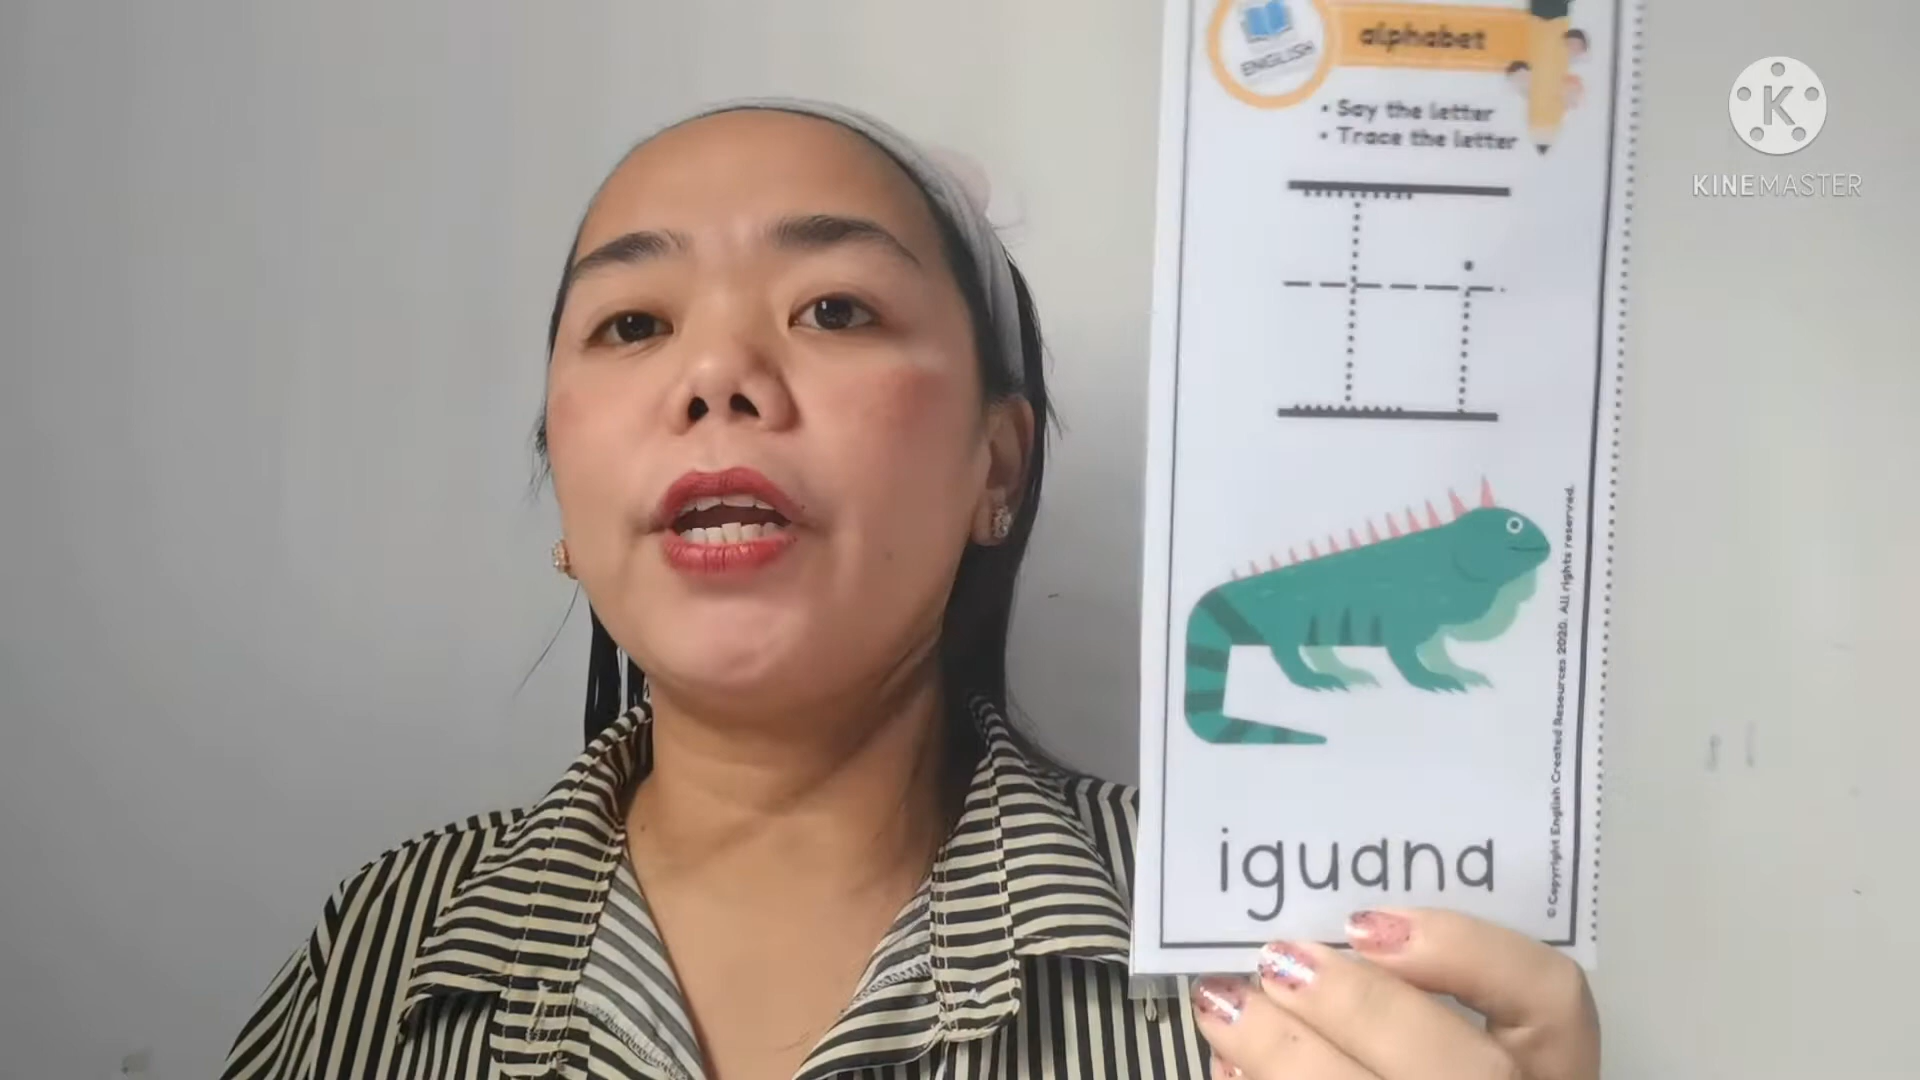 alphabet
ENGLISH
• Say the letter
• Trace the letter
I i
iguana
© Copyright English Created Resources 2020. All rights reserved.
K
KINEMASTER